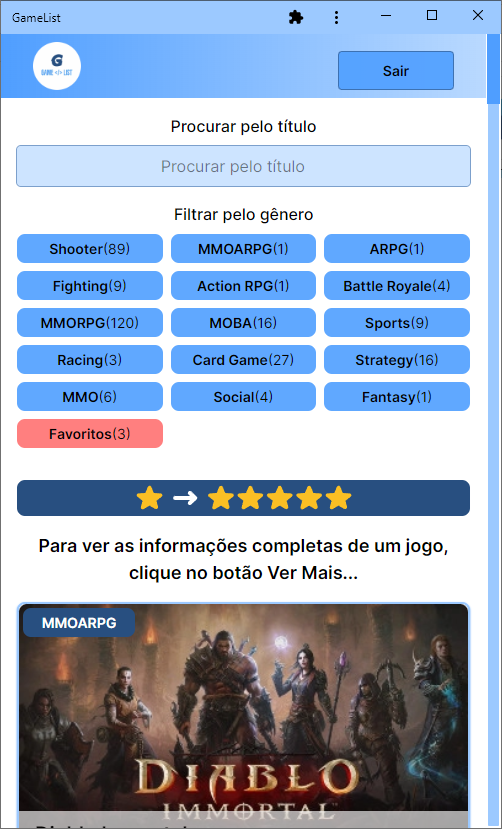 GameList
G
GAME </> LIST
Sair
Procurar pelo título
Procurar pelo título
Filtrar pelo gênero
Shooter(89)
MMOARPG(1)
ARPG(1)
Fighting(9)
Action RPG(1)
Battle Royale(4)
MMORPG(120)
MOBA(16)
Sports(9)
Racing(3)
Card Game(27)
Strategy(16)
MMO(6)
Social(4)
Fantasy(1)
Favoritos(3)
Para ver as informações completas de um jogo,
clique no botão Ver Mais...
MMOARPG
DIABLO
IMMORTAL